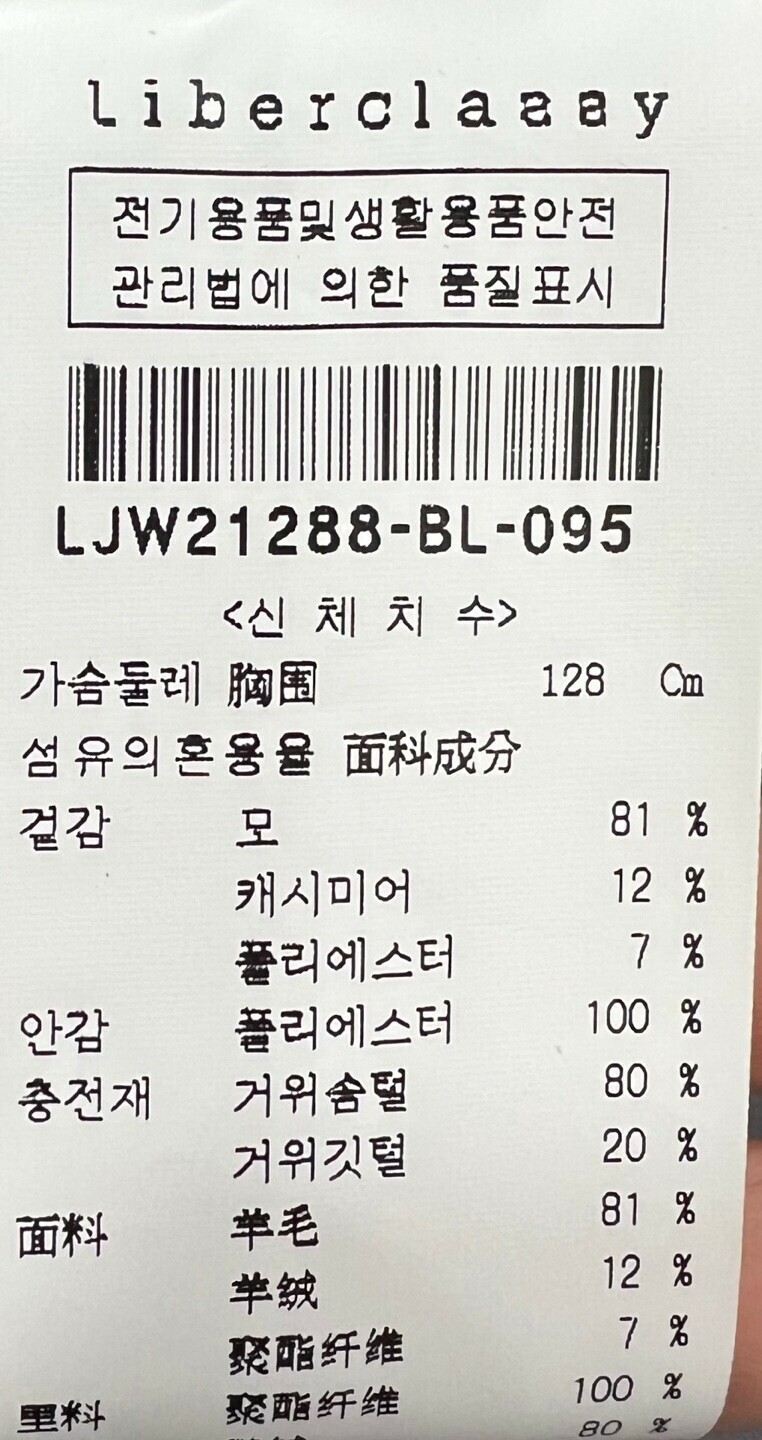 Liberclassy
전기용품및생활용품안전
관리법에 의한 품질표시
LJW21288-BL-095
<신 체 치 수>
가슴둘레 胸围 128 Cm
섬유의혼용율 面料成分
겉감 모 81 %
캐시미어 12 %
폴리에스터 7 %
안감 폴리에스터 100 %
충전재 거위솜털 80 %
거위깃털 20 %
面料 羊毛 81 %
羊绒 12 %
聚酯纤维 7 %
里料 聚酯纤维 100 %
80 %